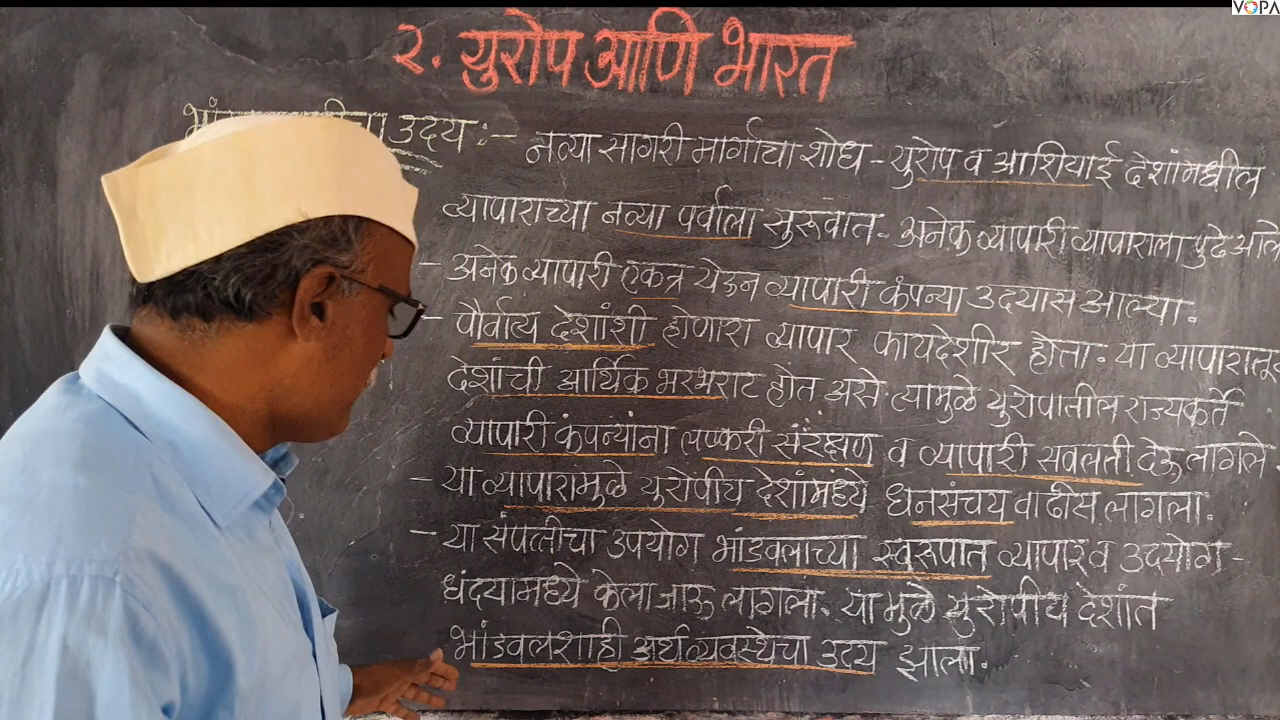 VOPA
२. युरोप आणि भारत
उदय :- नव्या सागरी मार्गाचा शोध - युरोप व आशियाई देशांमधील
व्यापाराच्या नव्या पर्वाला सुरूवात - अनेक व्यापारी व्यापाराला पुढे आले
- अनेक व्यापारी एकत्र येऊन व्यापारी कंपन्या उदयास आल्या.
- पौर्वात्य देशांशी होणारा व्यापार फायदेशीर होता. या व्यापारातून
देशांची आर्थिक भरभराट होत असे. त्यामुळे युरोपातील राज्यकर्ते
व्यापारी कंपन्यांना लष्करी संरक्षण व व्यापारी सवलती देऊ लागले.
- या व्यापारामुळे युरोपीय देशांमध्ये धनसंचय वाढीस लागला.
- या संपत्तीचा उपयोग भांडवलाच्या स्वरूपात व्यापार व उदयोग -
धंदयामध्ये केला जाऊ लागला. यामुळे युरोपीय देशांत
भांडवलशाही अर्थव्यवस्थेचा उदय झाला.